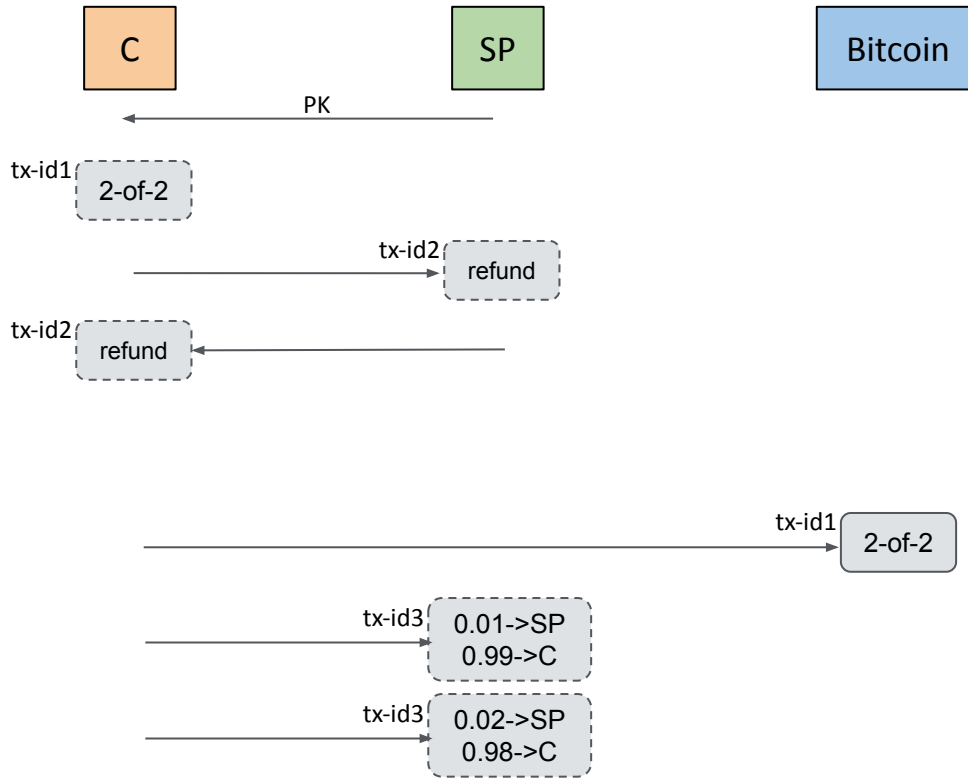 C
SP
Bitcoin
PK
tx-id1
2-of-2
tx-id2
refund
tx-id2
refund
tx-id1
2-of-2
tx-id3
0.01->SP
0.99->C
tx-id3
0.02->SP
0.98->C